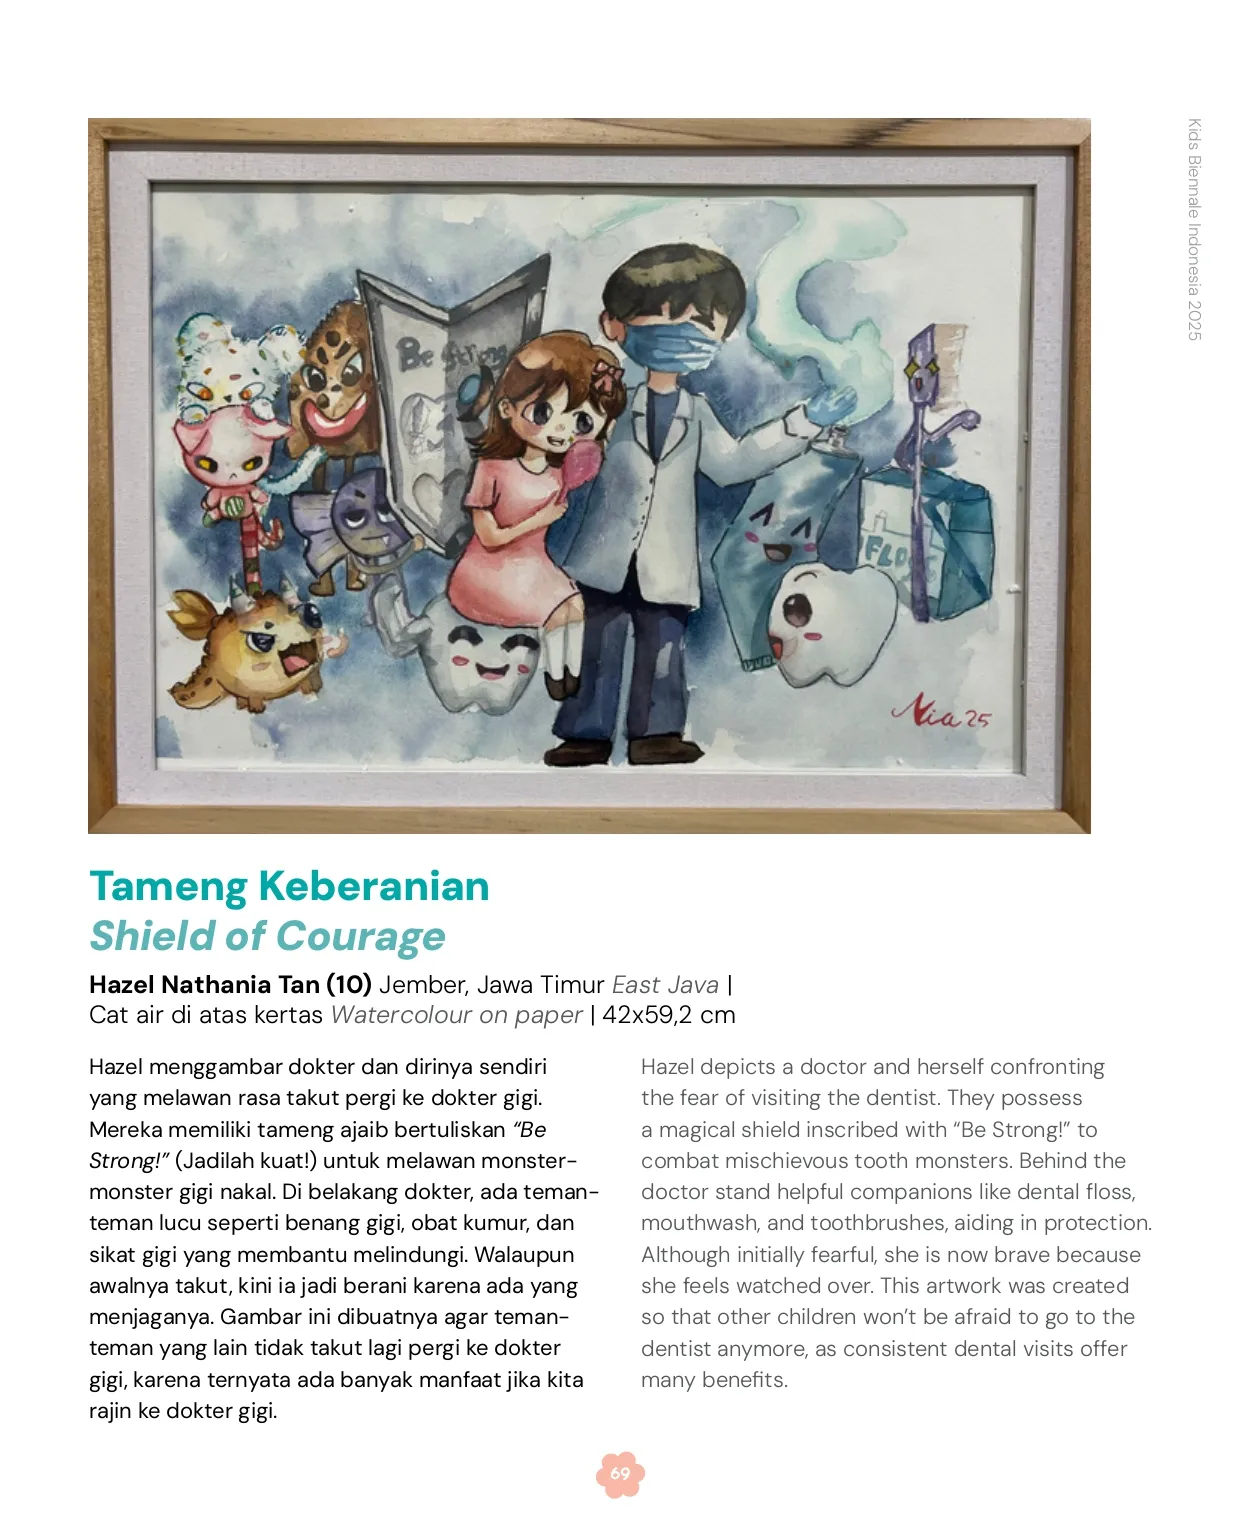 Kids Biennale Indonesia 2025
Be Strong
FLO
Nia 25
Tameng Keberanian
Shield of Courage
Hazel Nathania Tan (10) Jember, Jawa Timur East Java |
Cat air di atas kertas Watercolour on paper | 42x59,2 cm
Hazel menggambar dokter dan dirinya sendiri
yang melawan rasa takut pergi ke dokter gigi.
Mereka memiliki tameng ajaib bertuliskan “Be
Strong!” (Jadilah kuat!) untuk melawan monster-
monster gigi nakal. Di belakang dokter, ada teman-
teman lucu seperti benang gigi, obat kumur, dan
sikat gigi yang membantu melindungi. Walaupun
awalnya takut, kini ia jadi berani karena ada yang
menjaganya. Gambar ini dibuatnya agar teman-
teman yang lain tidak takut lagi pergi ke dokter
gigi, karena ternyata ada banyak manfaat jika kita
rajin ke dokter gigi.
Hazel depicts a doctor and herself confronting
the fear of visiting the dentist. They possess
a magical shield inscribed with “Be Strong!” to
combat mischievous tooth monsters. Behind the
doctor stand helpful companions like dental floss,
mouthwash, and toothbrushes, aiding in protection.
Although initially fearful, she is now brave because
she feels watched over. This artwork was created
so that other children won’t be afraid to go to the
dentist anymore, as consistent dental visits offer
many benefits.
69